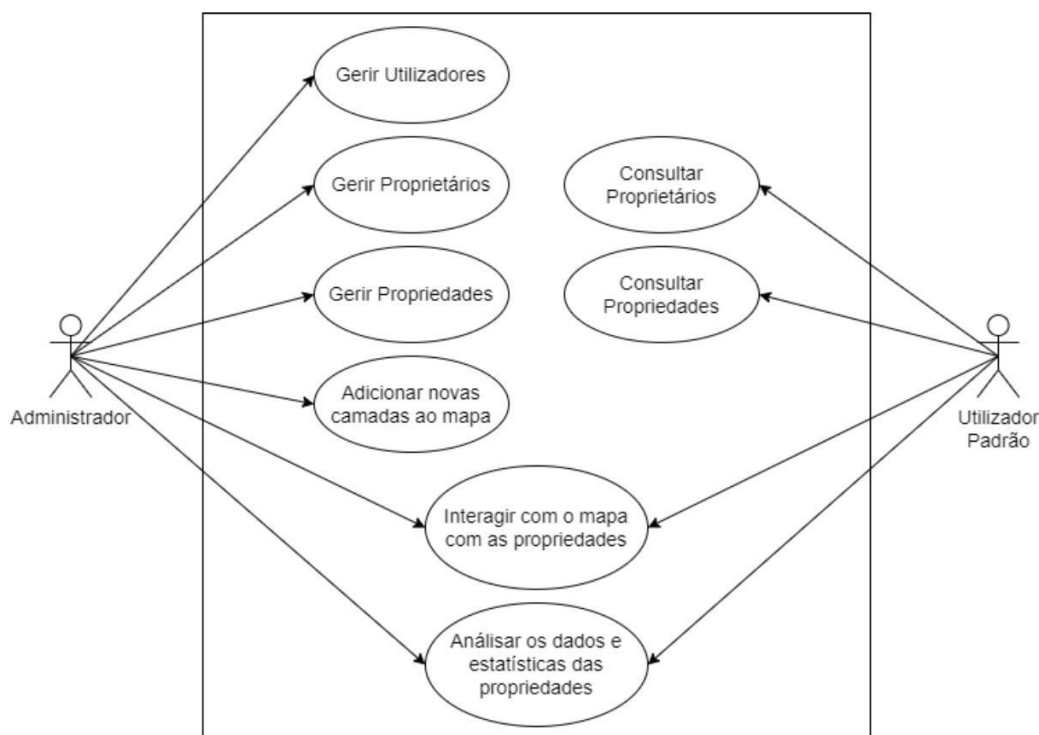 Gerir Utilizadores
Gerir Proprietários
Consultar
Proprietários
Gerir Propriedades
Consultar
Propriedades
Administrador
Adicionar novas
camadas ao mapa
Utilizador
Padrão
Interagir com o mapa
com as propriedades
Análisar os dados e
estatísticas das
propriedades